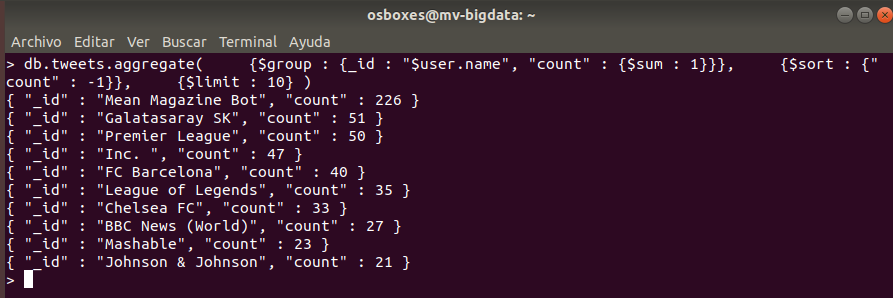 osboxes@mv-bigdata: ~
Archivo Editar Ver Buscar Terminal Ayuda
> db.tweets.aggregate(    {$group : {_id : "$user.name", "count" : {$sum : 1}}},    {$sort : {"
count" : -1}},    {$limit : 10} )
{ "_id" : "Mean Magazine Bot", "count" : 226 }
{ "_id" : "Galatasaray SK", "count" : 51 }
{ "_id" : "Premier League", "count" : 50 }
{ "_id" : "Inc. ", "count" : 47 }
{ "_id" : "FC Barcelona", "count" : 40 }
{ "_id" : "League of Legends", "count" : 35 }
{ "_id" : "Chelsea FC", "count" : 33 }
{ "_id" : "BBC News (World)", "count" : 27 }
{ "_id" : "Mashable", "count" : 23 }
{ "_id" : "Johnson & Johnson", "count" : 21 }
>